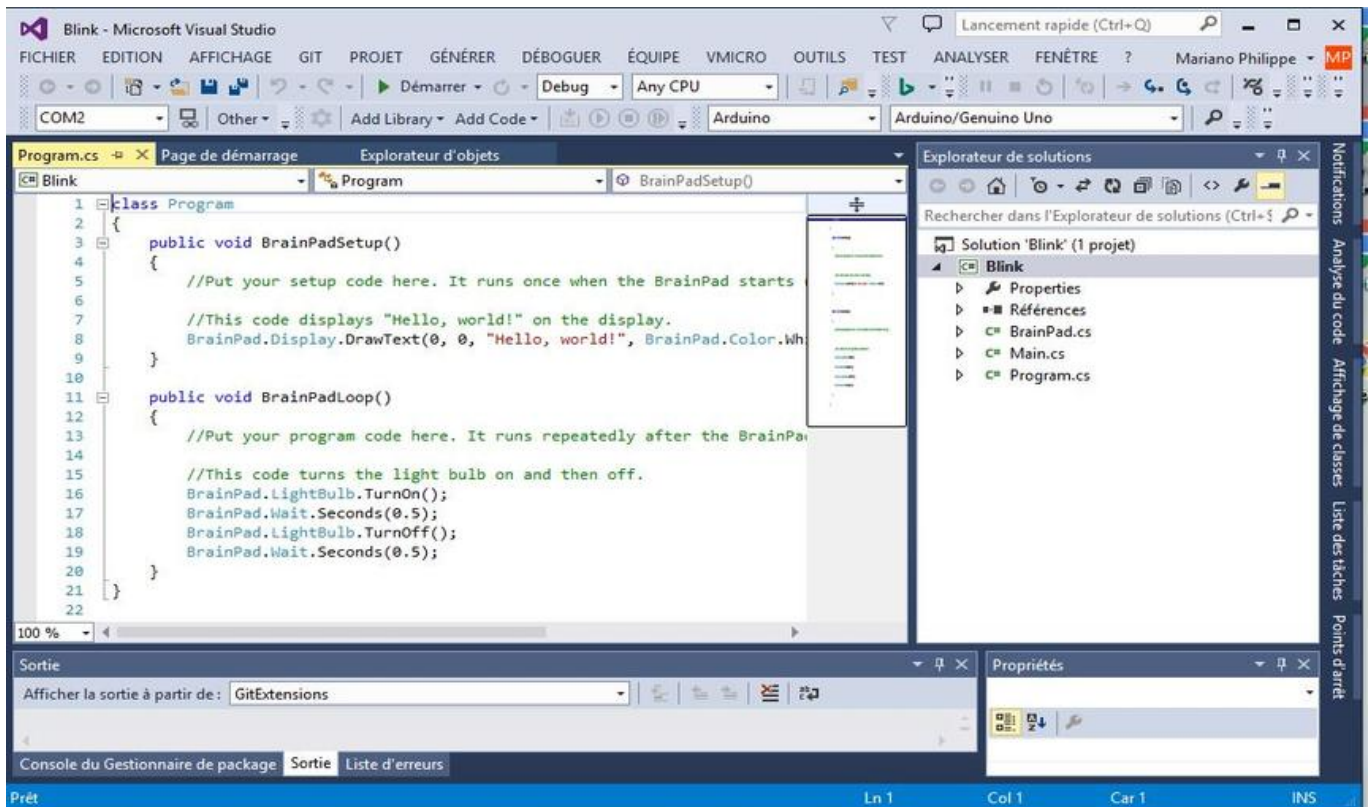 Blink - Microsoft Visual Studio
Lancement rapide (Ctrl+Q)
FICHIER EDITION AFFICHAGE GIT PROJET GÉNÉRER DÉBOGUER ÉQUIPE VMICRO OUTILS TEST ANALYSER FENÊTRE ? Mariano Philippe MP
Démarrer Debug Any CPU
COM2 Other Add Library Add Code Arduino Arduino/Genuino Uno
Program.cs Page de démarrage Explorateur d'objets
Blink Program BrainPadSetup()
1 class Program
2 {
3 public void BrainPadSetup()
4 {
5 //Put your setup code here. It runs once when the BrainPad starts
6
7 //This code displays "Hello, world!" on the display.
8 BrainPad.Display.DrawText(0, 0, "Hello, world!", BrainPad.Color.Wh
9 }
10
11 public void BrainPadLoop()
12 {
13 //Put your program code here. It runs repeatedly after the BrainPa
14
15 //This code turns the light bulb on and then off.
16 BrainPad.LightBulb.TurnOn();
17 BrainPad.Wait.Seconds(0.5);
18 BrainPad.LightBulb.TurnOff();
19 BrainPad.Wait.Seconds(0.5);
20 }
21 }
22
100 %
Explorateur de solutions
Rechercher dans l'Explorateur de solutions (Ctrl+$
Solution 'Blink' (1 projet)
C# Blink
Properties
Références
C# BrainPad.cs
C# Main.cs
C# Program.cs
Notifications
Analyse du code
Affichage de classes
Liste des tâches
Points d'arrêt
Sortie
Afficher la sortie à partir de : GitExtensions
Console du Gestionnaire de package Sortie Liste d'erreurs
Propriétés
Prêt Ln 1 Col 1 Car 1 INS